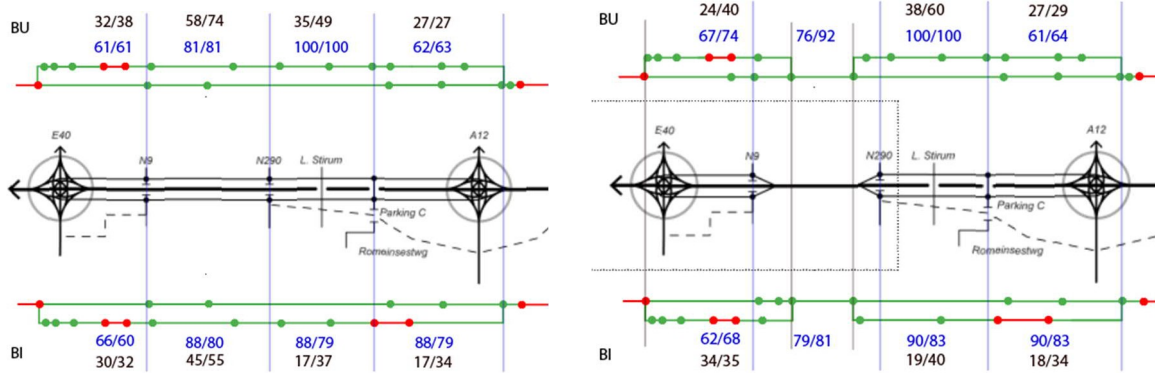 32/38 58/74 35/49 27/27
BU
61/61 81/81 100/100 62/63
E40 A12
N9 N290 L. Stirum
Parking C
Romeinsestwg
66/60 88/80 88/79 88/79
BI
30/32 45/55 17/37 17/34
24/40 38/60 27/29
BU
67/74 76/92 100/100 61/64
E40 A12
N9 N290 L. Stirum
Parking C
Romeinsestwg
62/68 79/81 90/83 90/83
BI
34/35 19/40 18/34